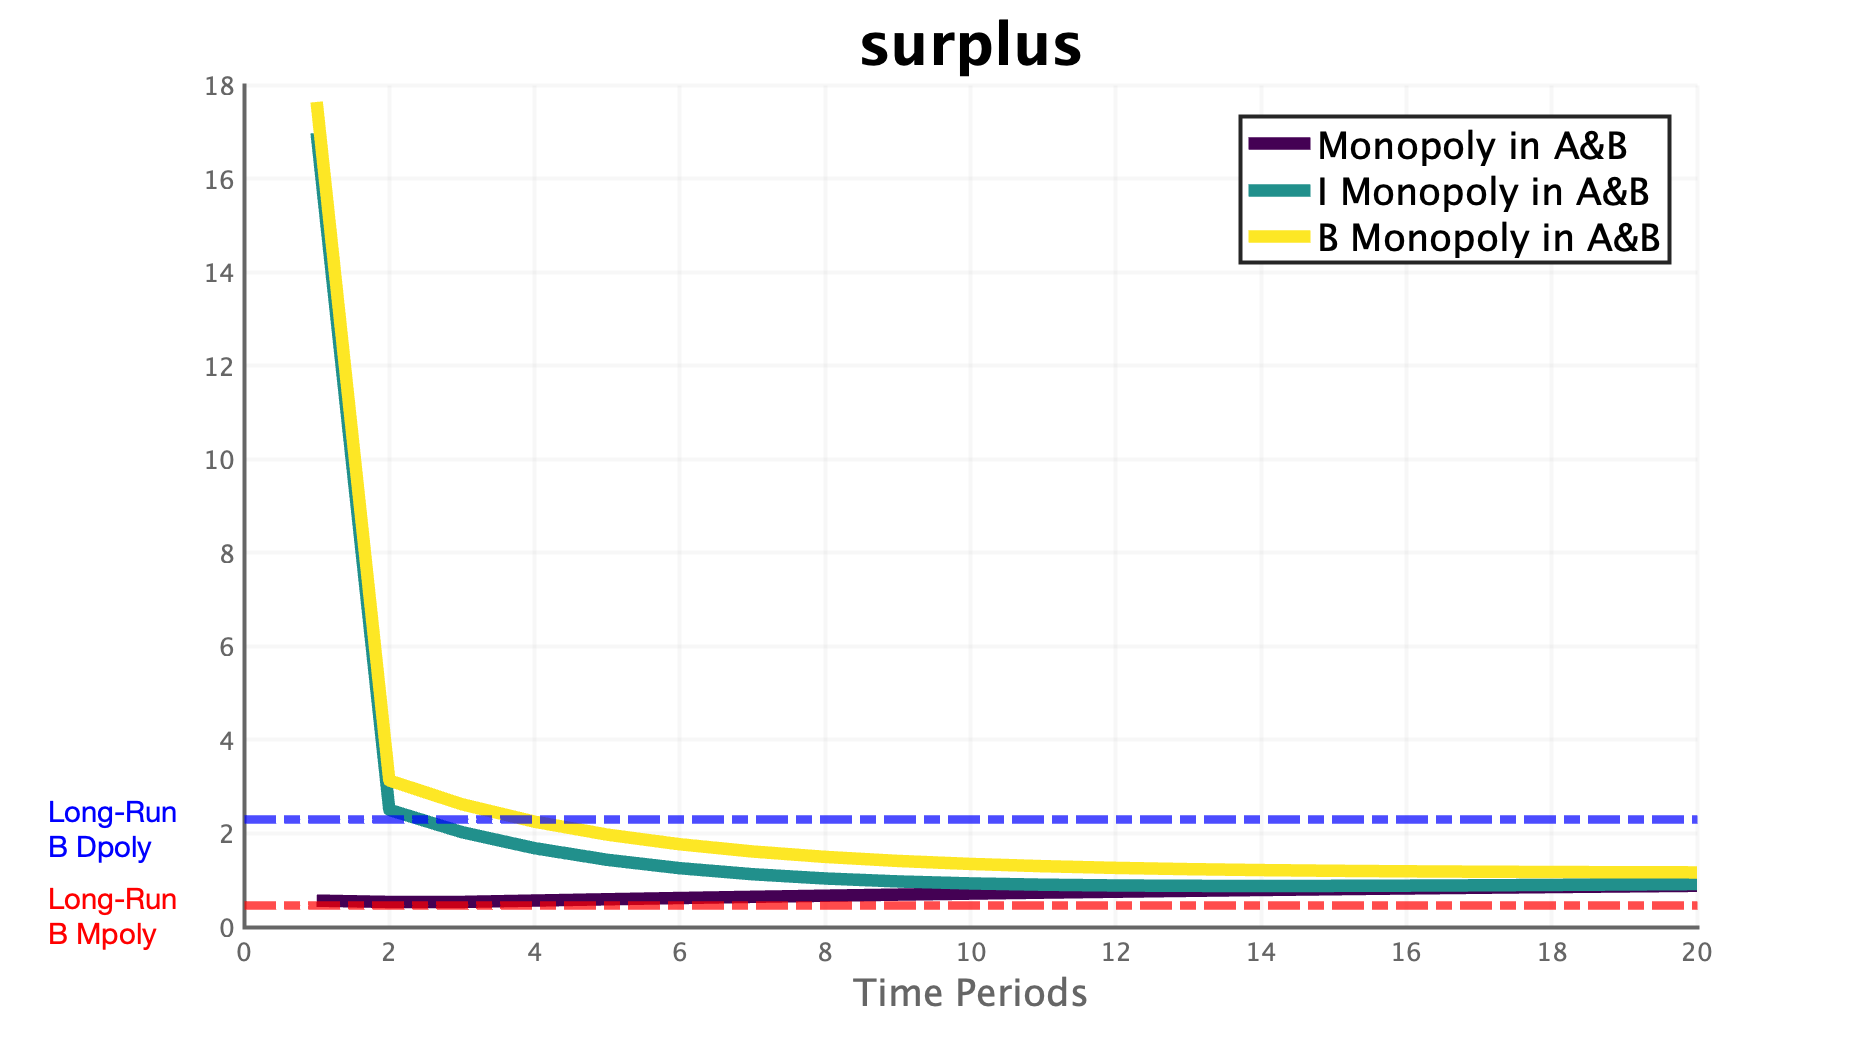 surplus
18
16
14
12
10
8
6
4
2
0
Monopoly in A&B
I Monopoly in A&B
B Monopoly in A&B
Long-Run
B Dpoly
Long-Run
B Mpoly
0 2 4 6 8 10 12 14 16 18 20
Time Periods